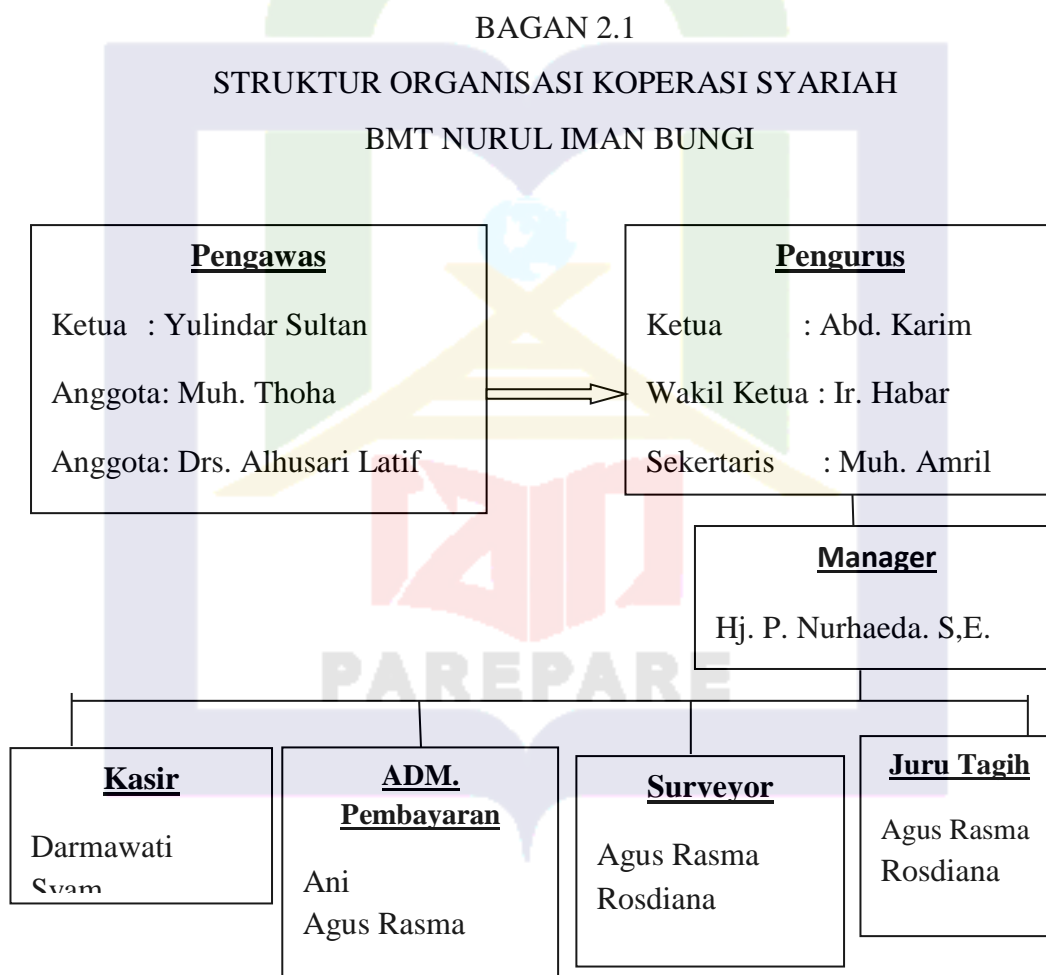 BAGAN 2.1
STRUKTUR ORGANISASI KOPERASI SYARIAH
BMT NURUL IMAN BUNGI
Pengawas
Ketua : Yulindar Sultan
Anggota: Muh. Thoha
Anggota: Drs. Alhusari Latif
Pengurus
Ketua : Abd. Karim
Wakil Ketua : Ir. Habar
Sekertaris : Muh. Amril
Manager
Hj. P. Nurhaeda. S,E.
PAREPARE
Kasir
Darmawati
Syam
ADM.
Pembayaran
Ani
Agus Rasma
Surveyor
Agus Rasma
Rosdiana
Juru Tagih
Agus Rasma
Rosdiana